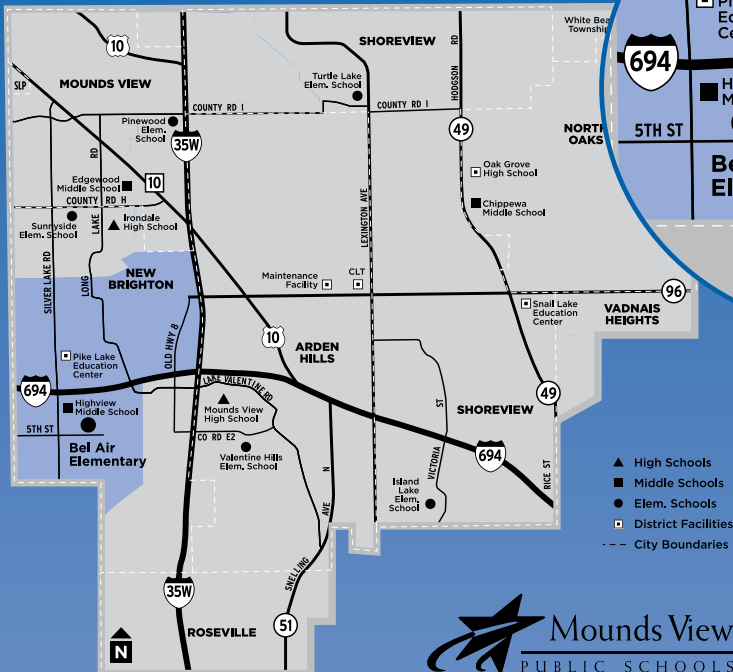 10
MOUNDS VIEW
SLP
SHOREVIEW
Turtle Lake
Elem. School
HODGSON RD
White Bea
Township
694
5TH ST
COUNTY RD I
COUNTY RD I
Pinewood
Elem.
School
35W
49
NORTH
OAKS
RD
Edgewood
Middle School
10
Oak Grove
High School
COUNTY RD H
Chippewa
Middle School
Sunnyside
Elem. School
LAKE
Irondale
High School
LEXINGTON AVE
SILVER LAKE RD
LONG
NEW
BRIGHTON
Maintenance
Facility
CLT
96
OLD HWY 8
Snail Lake
Education
Center
VADNAIS
HEIGHTS
10
ARDEN
HILLS
Pike Lake
Education
Center
694
LAKE VALENTINE RD
49
Highview
Middle School
Mounds View
High School
ST
SHOREVIEW
5TH ST
CO RD E2
Bel Air
Elementary
Valentine Hills
Elem. School
N
694
VICTORIA
RICE ST
Island
Lake
Elem.
School
AVE
SNELLING
35W
51
ROSEVILLE
N
High Schools
Middle Schools
Elem. Schools
District Facilities
City Boundaries
Mounds View
PUBLIC SCHOOLS